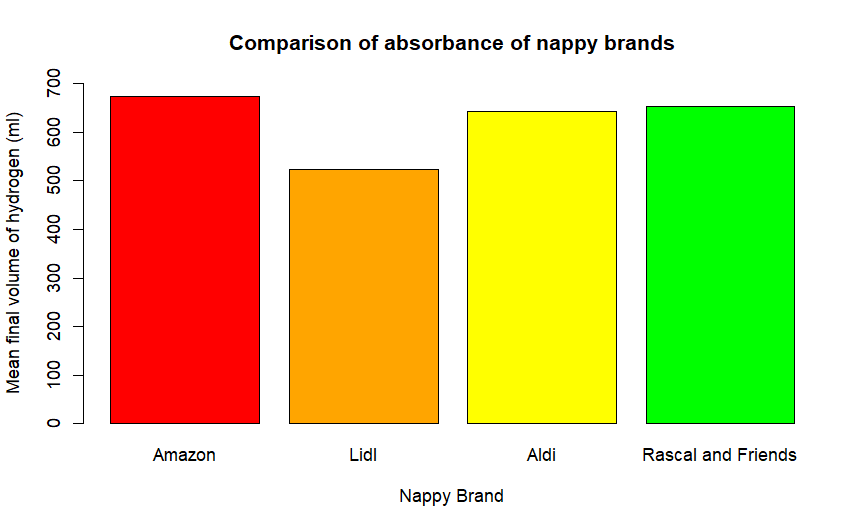 Comparison of absorbance of nappy brands
Mean final volume of hydrogen (ml)
700
600
500
400
300
200
100
0
Amazon
Lidl
Aldi
Rascal and Friends
Nappy Brand